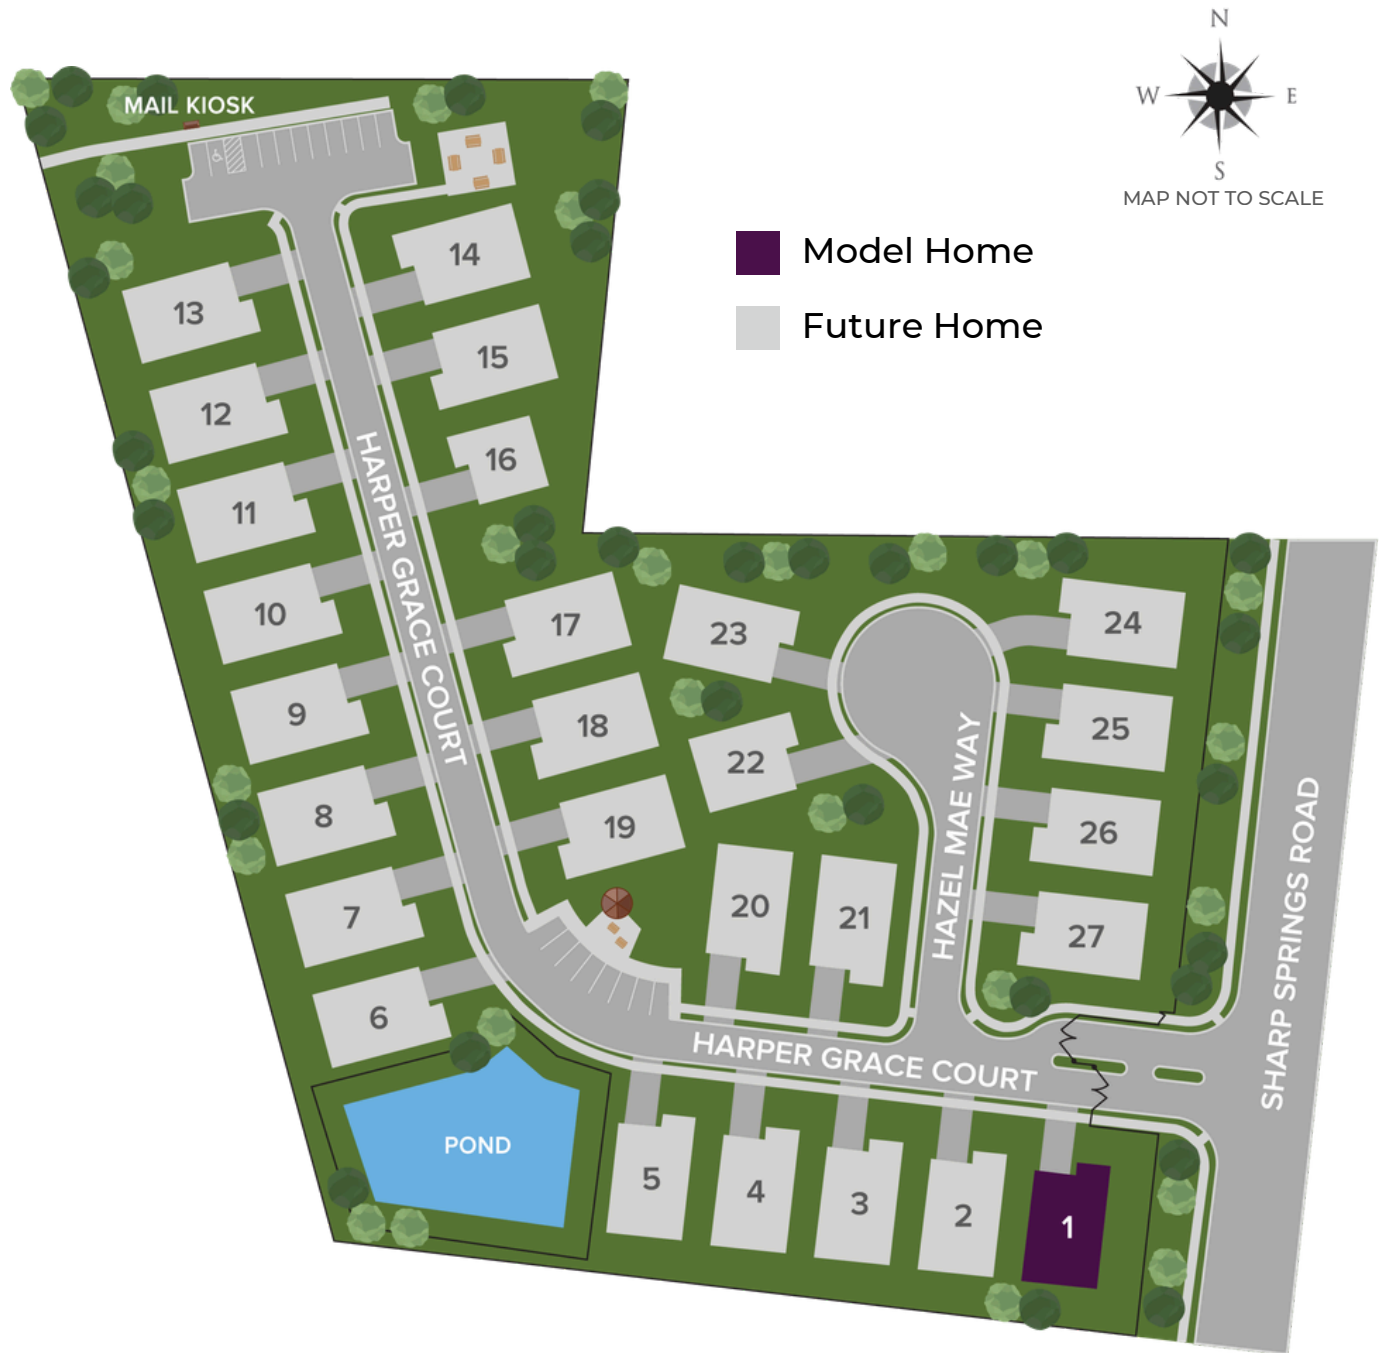 N
W
E
S
MAP NOT TO SCALE
Model Home
Future Home
MAIL KIOSK
14
13
15
12
16
11
10
17
23
24
9
18
25
22
8
19
26
7
20
21
27
6
HARPER GRACE COURT
HAZEL MAE WAY
SHARP SPRINGS ROAD
HARPER GRACE COURT
POND
5
4
3
2
1